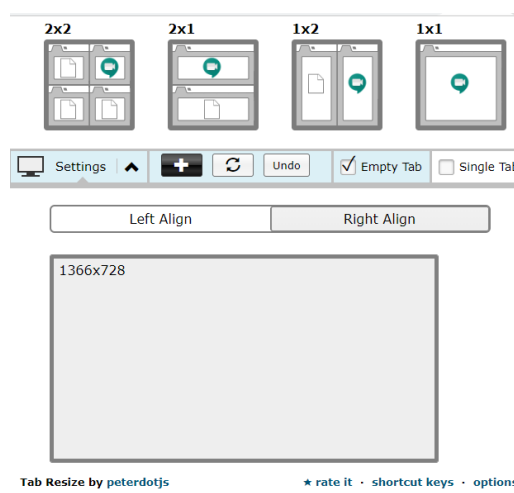 2x2 2x1 1x2 1x1
Settings Undo Empty Tab Single Tab
Left Align Right Align
1366x728
Tab Resize by peterdotjs ★ rate it · shortcut keys · options